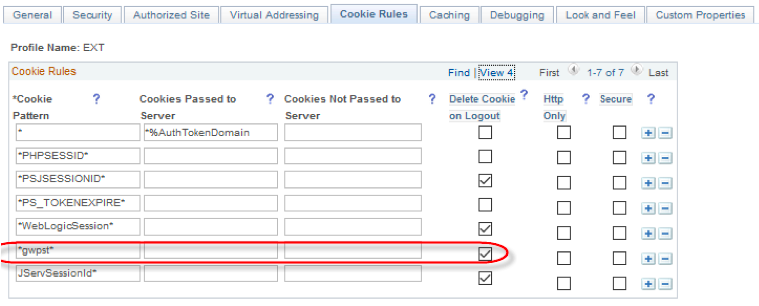 General Security Authorized Site Virtual Addressing Cookie Rules Caching Debugging Look and Feel Custom Properties
Profile Name: EXT
Cookie Rules Find | View 4 First 1-7 of 7 Last
*Cookie Pattern ? Cookies Passed to Server ? Cookies Not Passed to Server ? Delete Cookie on Logout ? Http Only ? Secure ?
* *%AuthTokenDomain
*PHPSESSID*
*PSJSESSIONID*
*PS_TOKENEXPIRE*
*WebLogicSession*
*gwpst*
JServSessionId*